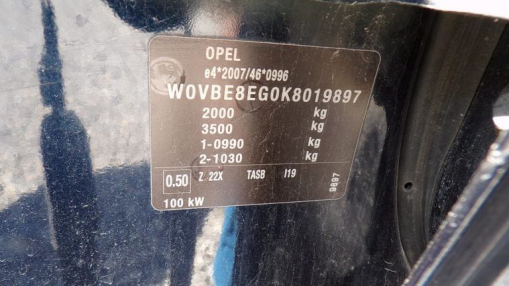 OPEL
e4*2007/46*0996
W0VBE8EG0K8019897
2000 kg
3500 kg
1-0990 kg
2-1030 kg
0.50 Z 22X TASB I19
9897
100 kW